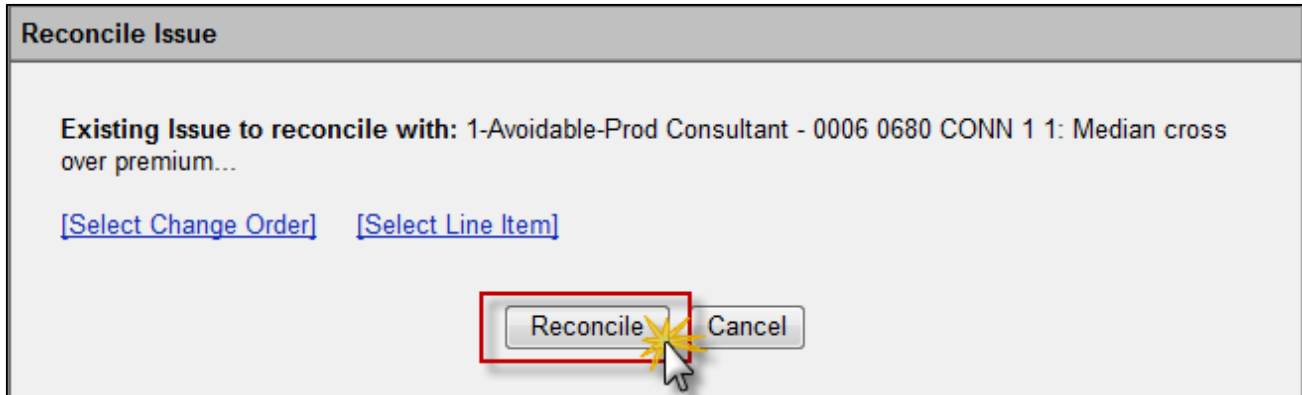 Reconcile Issue
Existing Issue to reconcile with: 1-Avoidable-Prod Consultant - 0006 0680 CONN 1 1: Median cross
over premium...
[Select Change Order] [Select Line Item]
Reconcile Cancel